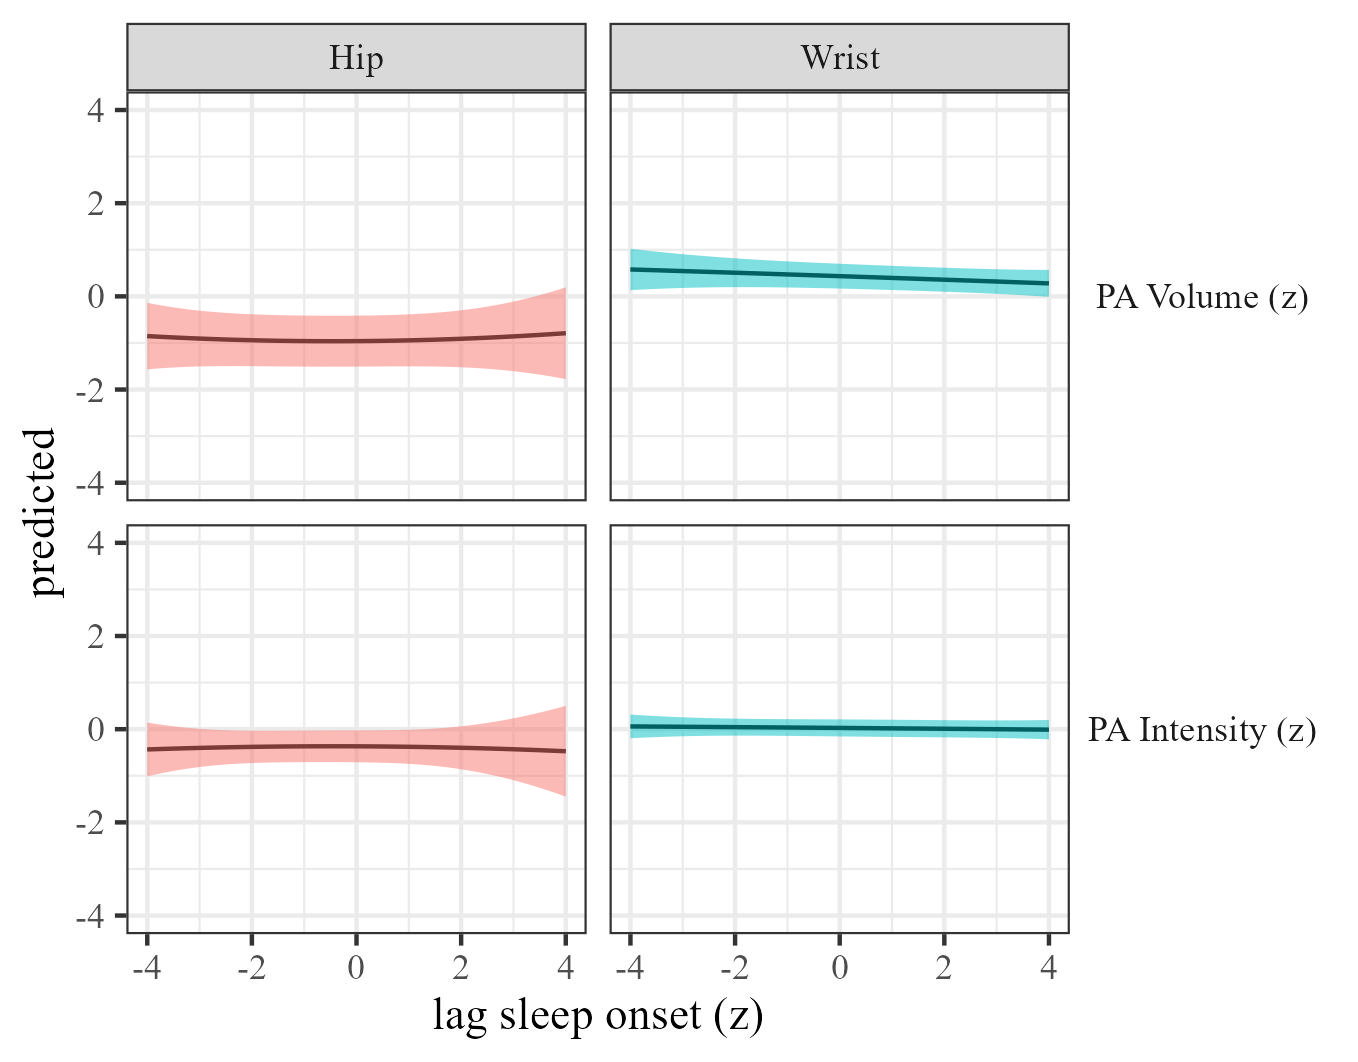 Hip
Wrist
4
2
0
-2
-4
PA Volume (z)
predicted
4
2
0
-2
-4
PA Intensity (z)
-4 -2 0 2 4
-4 -2 0 2 4
lag sleep onset (z)